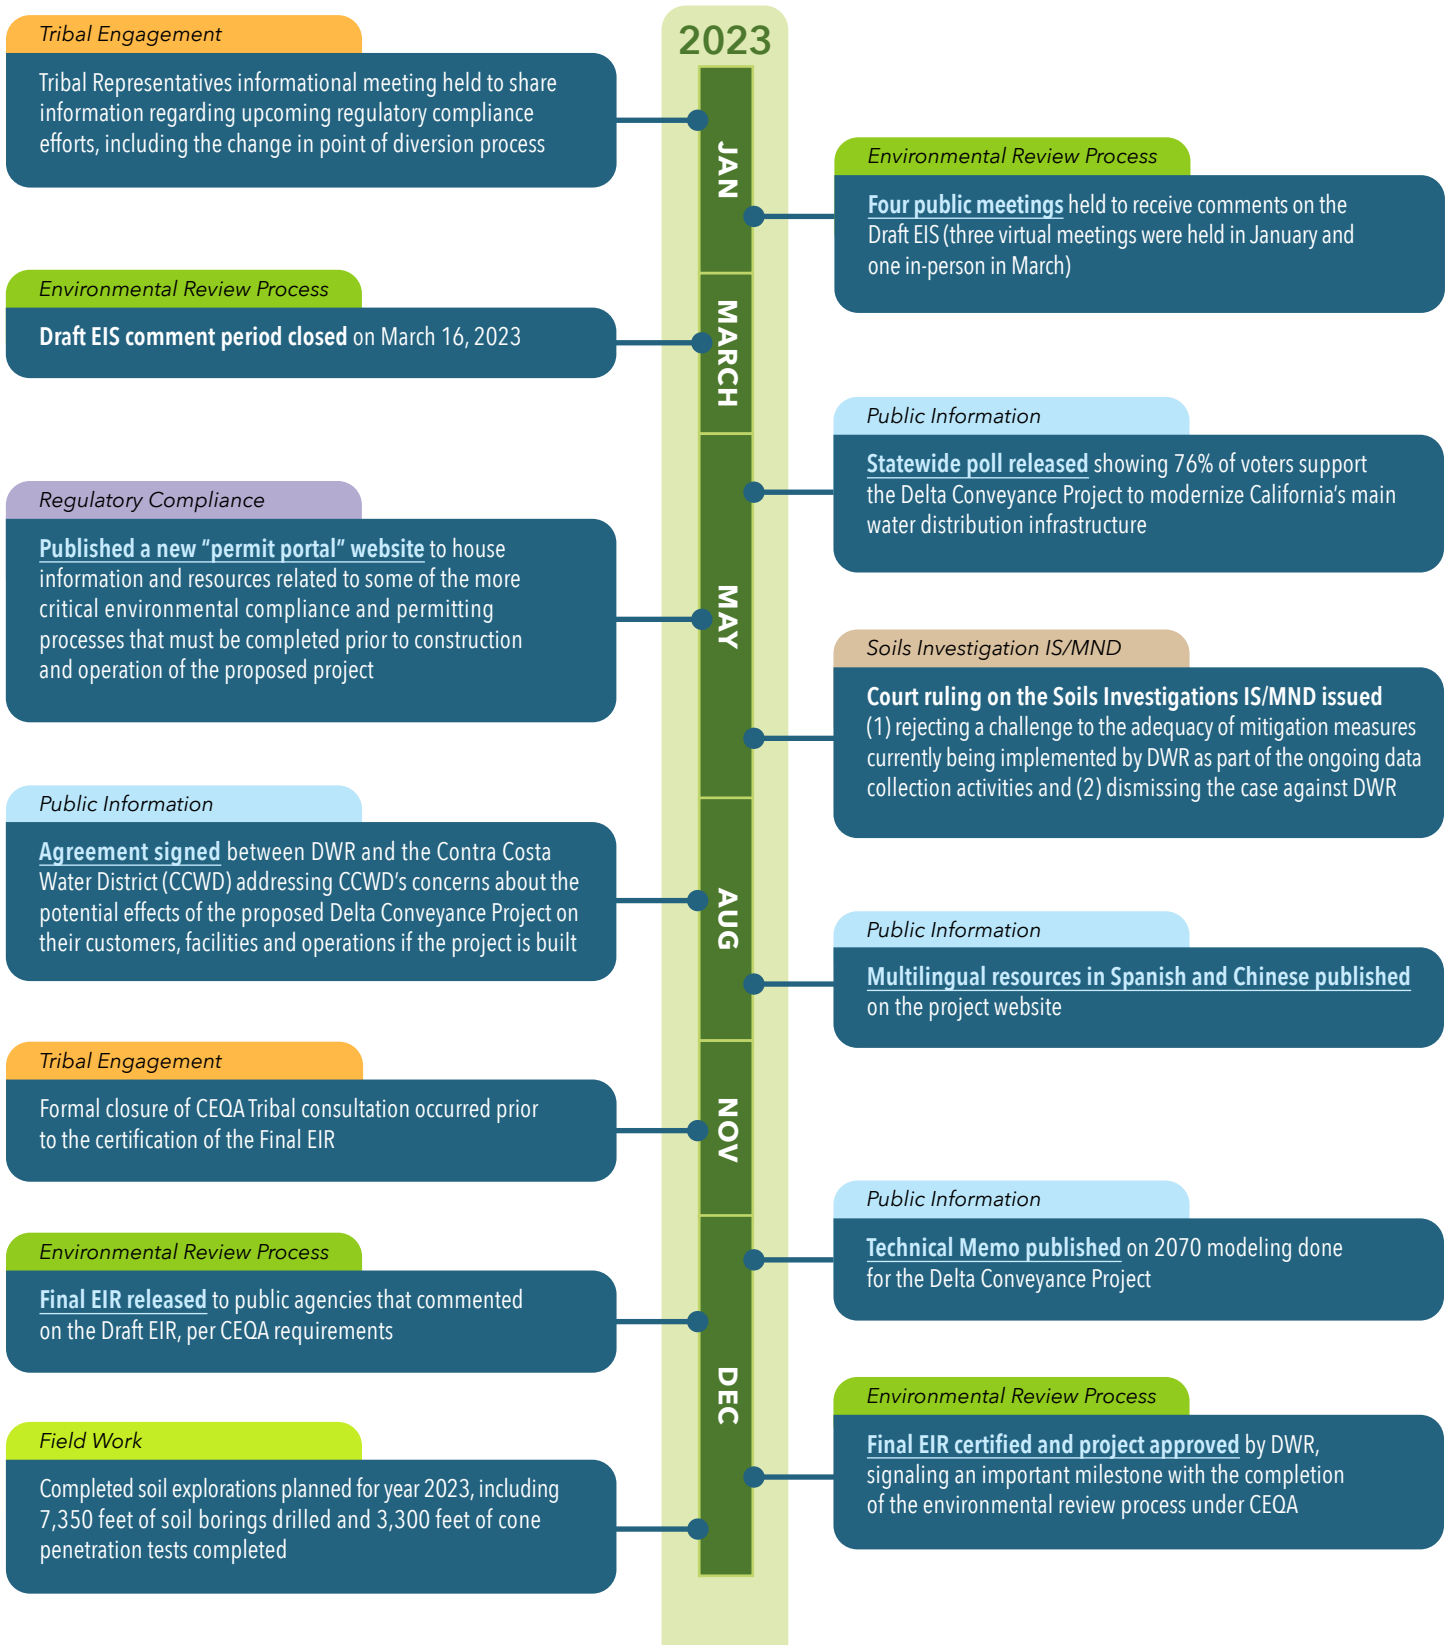 2023
Tribal Engagement
Tribal Representatives informational meeting held to share
information regarding upcoming regulatory compliance
efforts, including the change in point of diversion process
JAN
Environmental Review Process
Four public meetings held to receive comments on the
Draft EIS (three virtual meetings were held in January and
one in-person in March)
Environmental Review Process
Draft EIS comment period closed on March 16, 2023
MARCH
Public Information
Statewide poll released showing 76% of voters support
the Delta Conveyance Project to modernize California’s main
water distribution infrastructure
Regulatory Compliance
Published a new “permit portal” website to house
information and resources related to some of the more
critical environmental compliance and permitting
processes that must be completed prior to construction
and operation of the proposed project
MAY
Soils Investigation IS/MND
Court ruling on the Soils Investigations IS/MND issued
(1) rejecting a challenge to the adequacy of mitigation measures
currently being implemented by DWR as part of the ongoing data
collection activities and (2) dismissing the case against DWR
Public Information
Agreement signed between DWR and the Contra Costa
Water District (CCWD) addressing CCWD’s concerns about the
potential effects of the proposed Delta Conveyance Project on
their customers, facilities and operations if the project is built
AUG
Public Information
Multilingual resources in Spanish and Chinese published
on the project website
Tribal Engagement
Formal closure of CEQA Tribal consultation occurred prior
to the certification of the Final EIR
NOV
Public Information
Technical Memo published on 2070 modeling done
for the Delta Conveyance Project
Environmental Review Process
Final EIR released to public agencies that commented
on the Draft EIR, per CEQA requirements
DEC
Environmental Review Process
Final EIR certified and project approved by DWR,
signaling an important milestone with the completion
of the environmental review process under CEQA
Field Work
Completed soil explorations planned for year 2023, including
7,350 feet of soil borings drilled and 3,300 feet of cone
penetration tests completed